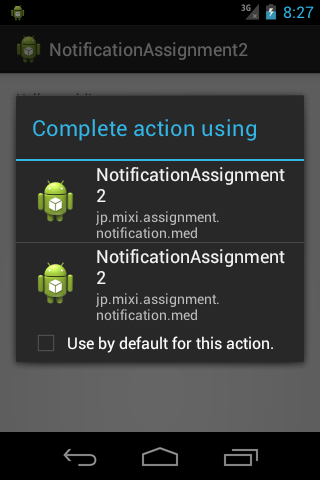 3G 8:27
NotificationAssignment2
Complete action using
NotificationAssignment
2
jp.mixi.assignment.
notification.med
NotificationAssignment
2
jp.mixi.assignment.
notification.med
Use by default for this action.